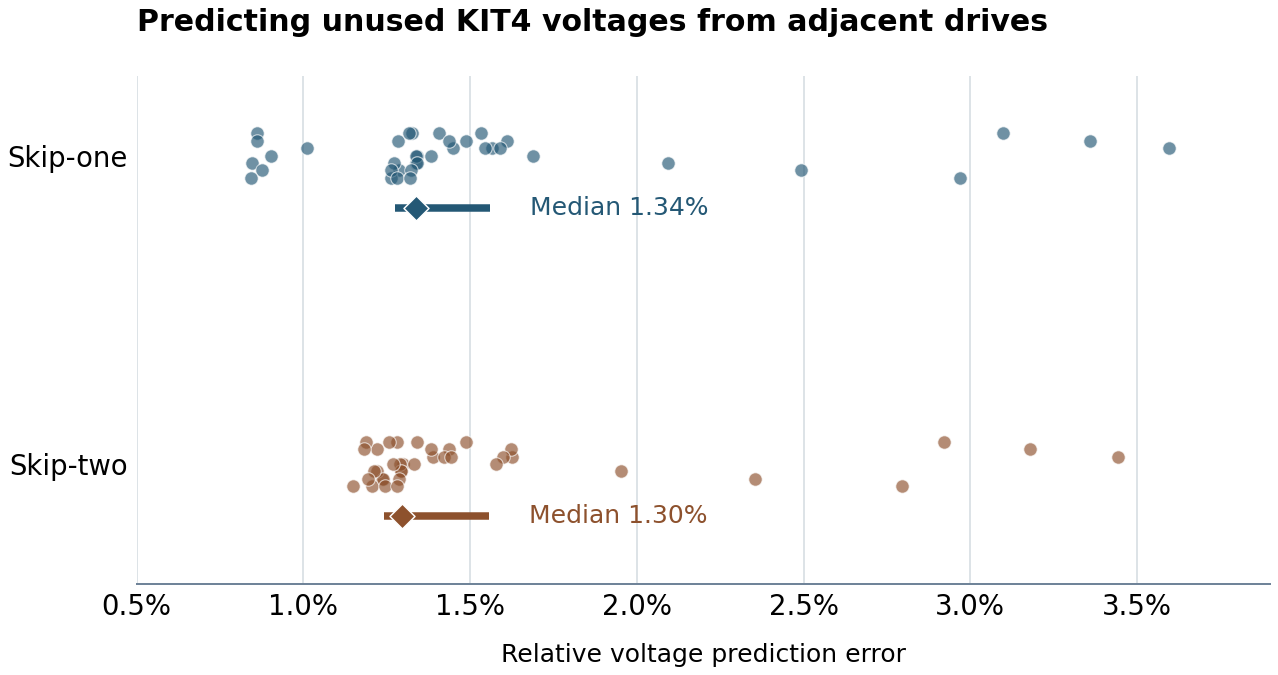 Predicting unused KIT4 voltages from adjacent drives
Skip-one
Median 1.34%
Skip-two
Median 1.30%
0.5% 1.0% 1.5% 2.0% 2.5% 3.0% 3.5%
Relative voltage prediction error